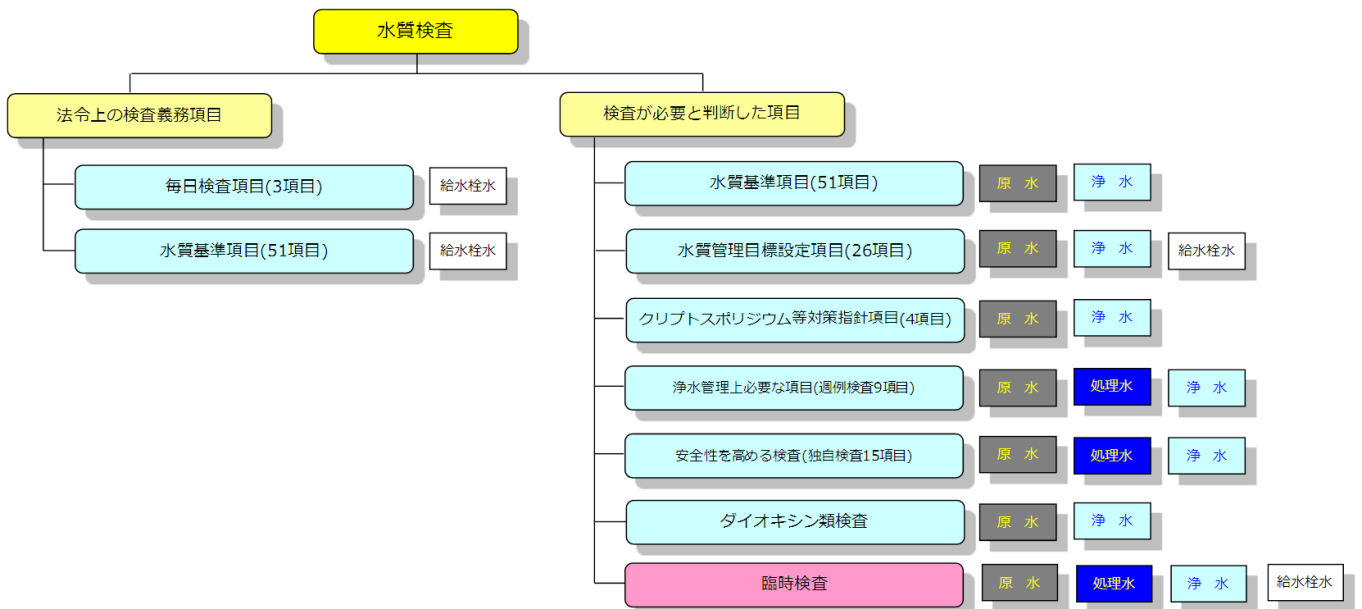 水質検査
法令上の検査義務項目
毎日検査項目(3項目) 給水栓水
水質基準項目(51項目) 給水栓水
検査が必要と判断した項目
水質基準項目(51項目) 原 水 浄 水
水質管理目標設定項目(26項目) 原 水 浄 水 給水栓水
クリプトスポリジウム等対策指針項目(4項目) 原 水 浄 水
浄水管理上必要な項目(週例検査9項目) 原 水 処理水 浄 水
安全性を高める検査(独自検査15項目) 原 水 処理水 浄 水
ダイオキシン類検査 原 水 浄 水
臨時検査 原 水 処理水 浄 水 給水栓水